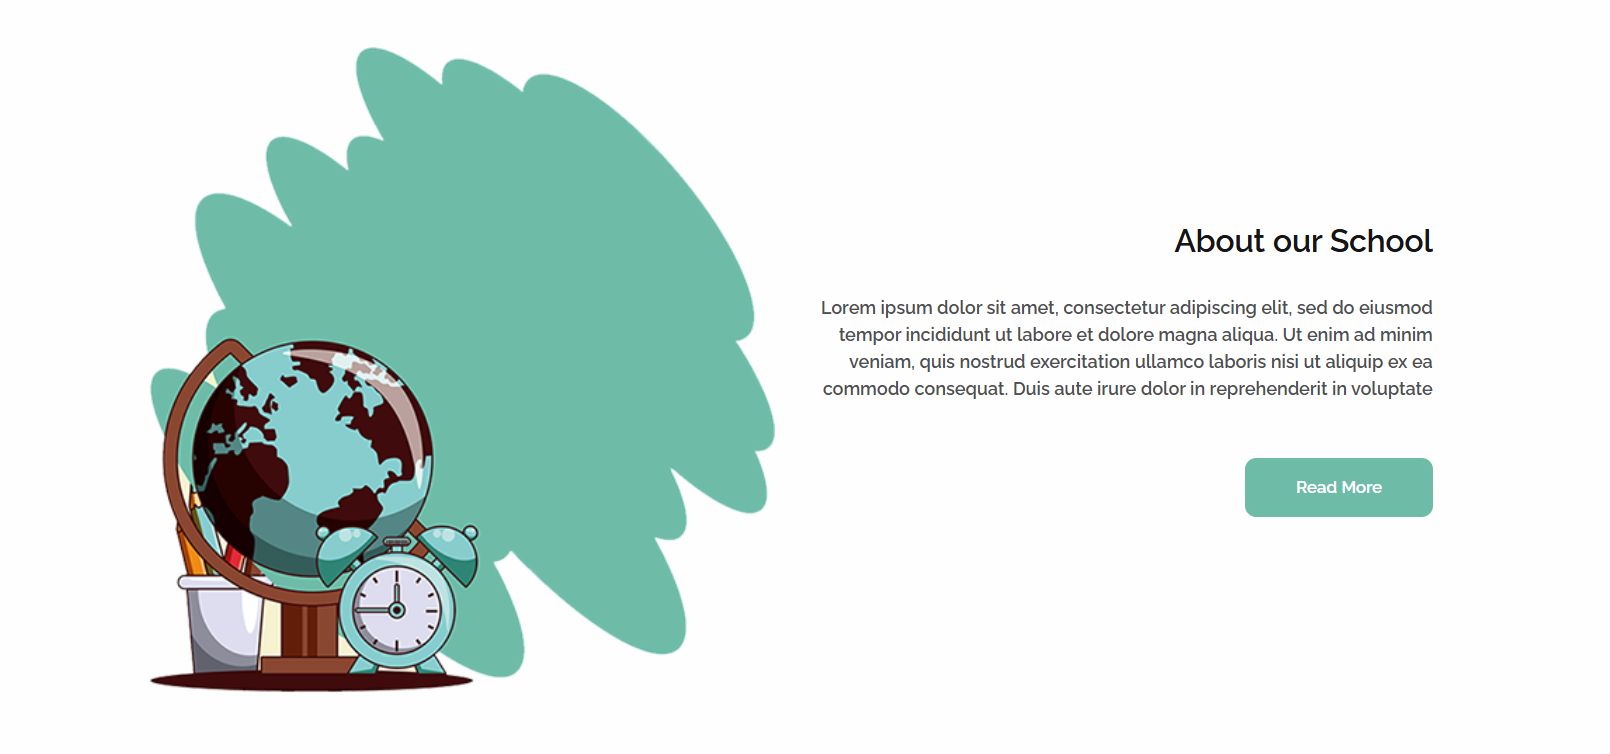 About our School
Lorem ipsum dolor sit amet, consectetur adipiscing elit, sed do eiusmod
tempor incididunt ut labore et dolore magna aliqua. Ut enim ad minim
veniam, quis nostrud exercitation ullamco laboris nisi ut aliquip ex ea
commodo consequat. Duis aute irure dolor in reprehenderit in voluptate
Read More